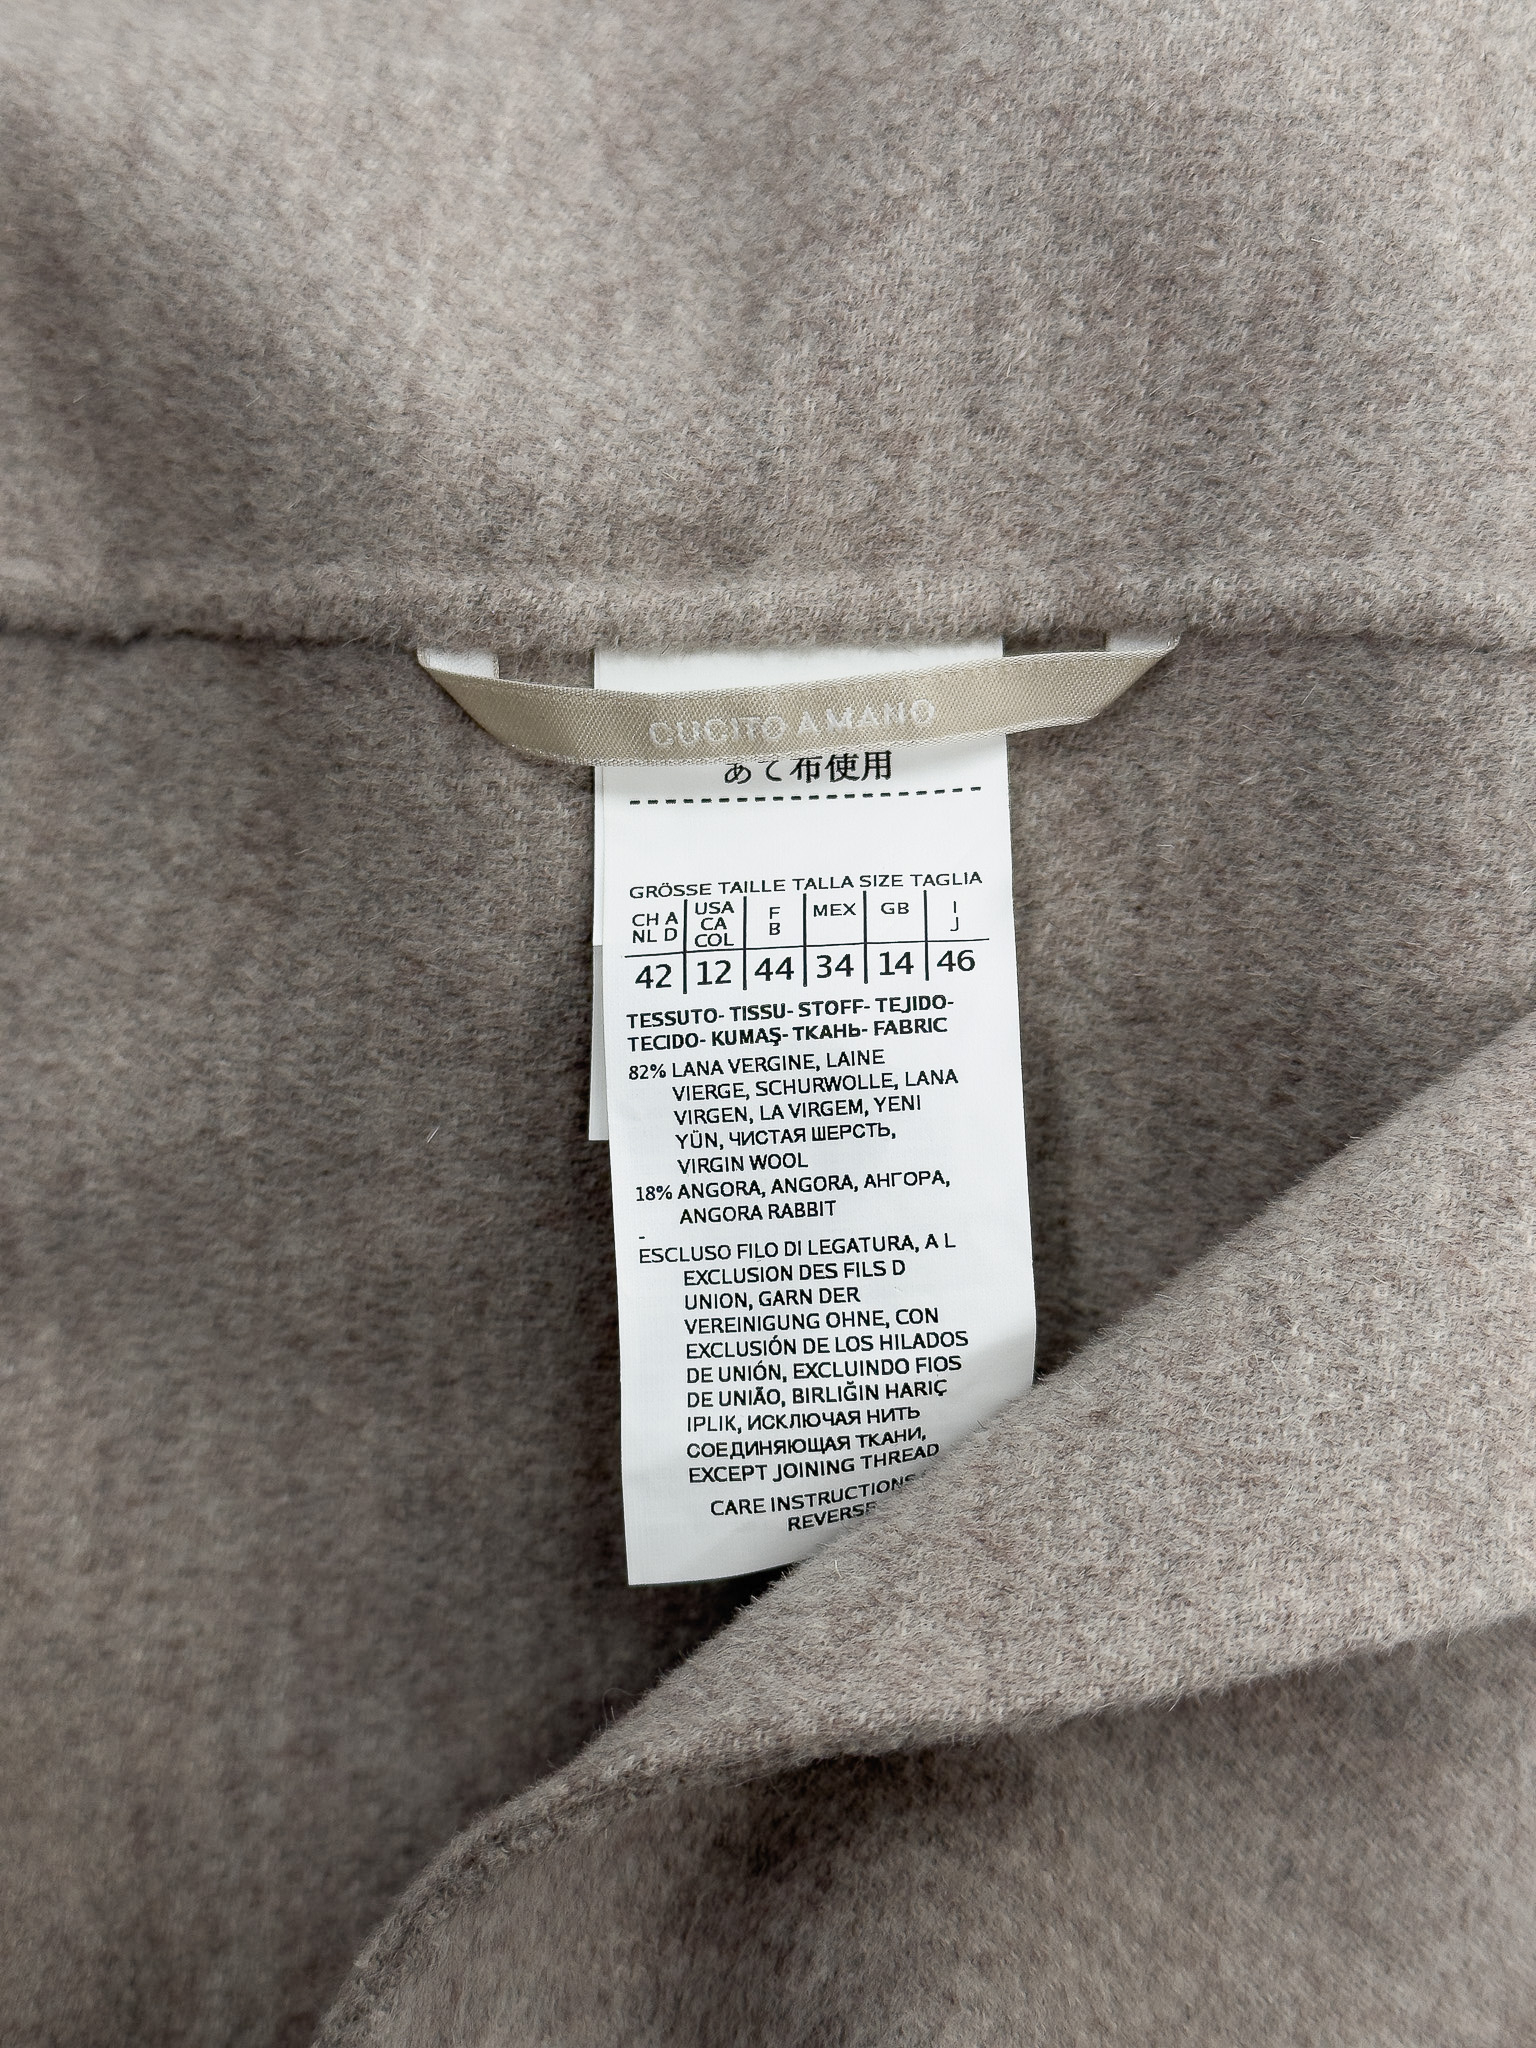 CUCITO A MANO
あて布使用
GRÖSSE TAILLE TALLA SIZE TAGLIA
CH A USA F MEX GB I
NL D CA B J
COL
42 12 44 34 14 46
TESSUTO- TISSU- STOFF- TEJIDO-
TECIDO- KUMAŞ- ТКАНЬ- FABRIC
82% LANA VERGINE, LAINE
VIERGE, SCHURWOLLE, LANA
VIRGEN, LA VIRGEM, YENI
YÜN, ЧИСТАЯ ШЕРСТЬ,
VIRGIN WOOL
18% ANGORA, ANGORA, АНГОРА,
ANGORA RABBIT
-
ESCLUSO FILO DI LEGATURA, A L
EXCLUSION DES FILS D
UNION, GARN DER
VEREINIGUNG OHNE, CON
EXCLUSIÓN DE LOS HILADOS
DE UNIÓN, EXCLUINDO FIOS
DE UNIÃO, BIRLIĞIN HARIÇ
IPLIK, ИСКЛЮЧАЯ НИТЬ
СОЕДИНЯЮЩАЯ ТКАНИ,
EXCEPT JOINING THREAD
CARE INSTRUCTIONS
REVERSE